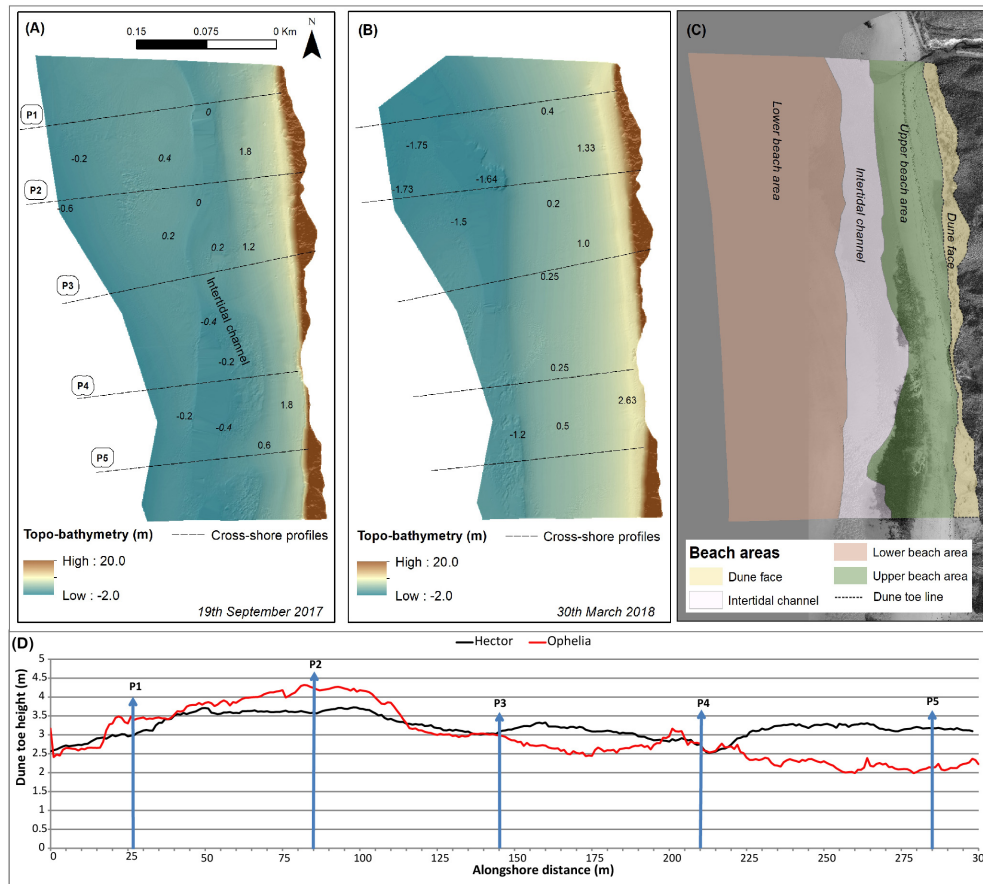 (A)
0.15 0.075 0 Km
N
P1
0
-0.2
0.4
1.8
P2
-0.6
0
0.2
0.2
1.2
P3
Intertidal channel
-0.4
-0.2
P4
-0.2
1.8
-0.4
0.6
P5
Topo-bathymetry (m)
Cross-shore profiles
High : 20.0
Low : -2.0
19th September 2017
(B)
0.4
-1.75
1.33
-1.64
-1.73
0.2
-1.5
1.0
0.25
0.25
2.63
0.5
-1.2
Topo-bathymetry (m)
Cross-shore profiles
High : 20.0
Low : -2.0
30th March 2018
(C)
Lower beach area
Intertidal channel
Upper beach area
Dune face
Beach areas
Dune face
Intertidal channel
Lower beach area
Upper beach area
Dune toe line
(D)
Hector
Ophelia
Dune toe height (m)
5
4.5
4
3.5
3
2.5
2
1.5
1
0.5
0
P1
P2
P3
P4
P5
0 25 50 75 100 125 150 175 200 225 250 275 30
Alongshore distance (m)